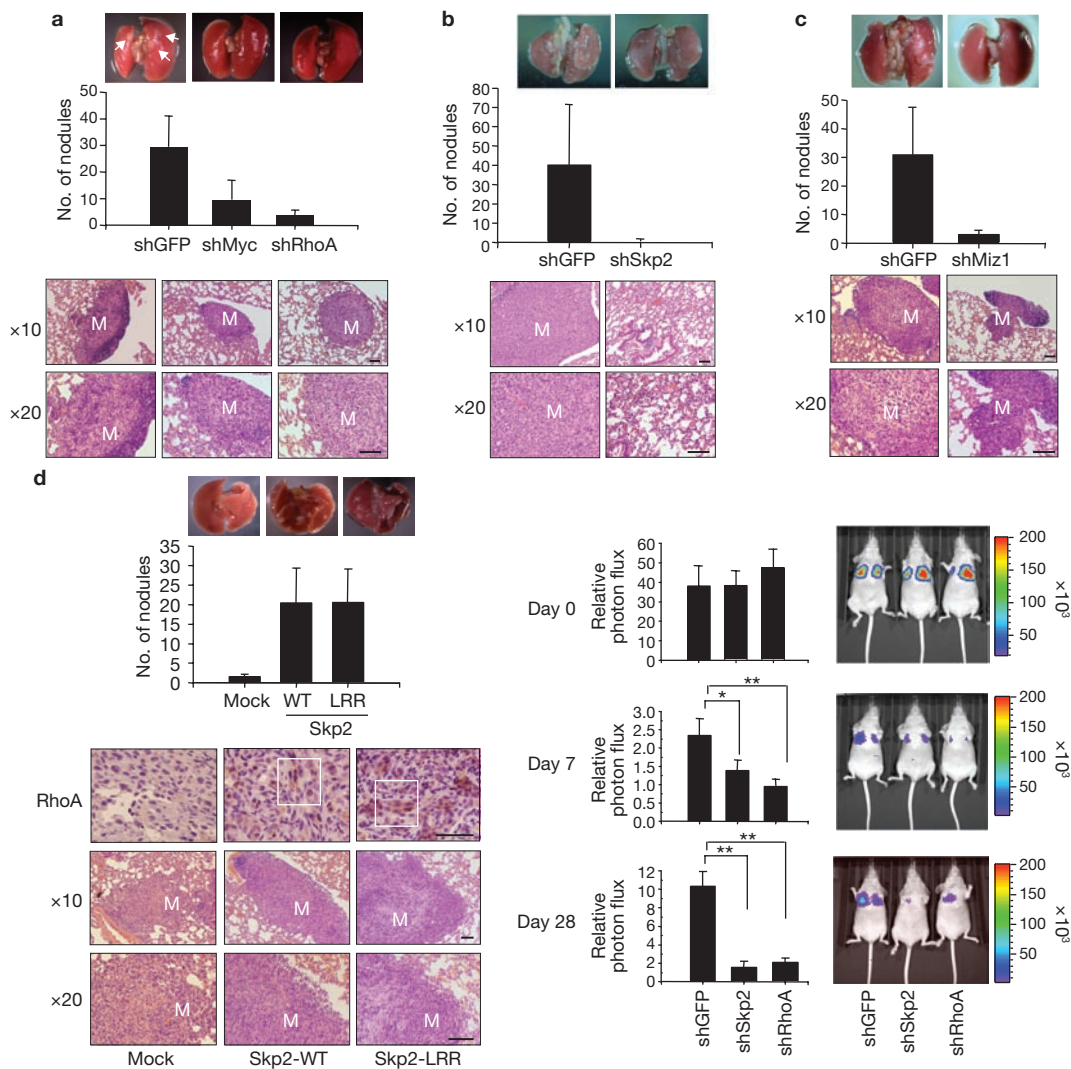 a
No. of nodules
50
40
30
20
10
0
shGFP shMyc shRhoA
×10
M M M
×20
M M M
b
No. of nodules
80
70
60
50
40
30
20
10
0
shGFP shSkp2
×10
M
×20
M
c
No. of nodules
50
40
30
20
10
0
shGFP shMiz1
×10
M M
×20
M M
d
No. of nodules
35
30
25
20
15
10
5
0
Mock WT LRR
Skp2
RhoA
×10
M M M
×20
M M M
Mock Skp2-WT Skp2-LRR
Day 0
Relative
photon flux
60
50
40
30
20
10
0
200
150
100
50
×10³
Day 7
Relative
photon flux
3.0
2.5
2.0
1.5
1.0
0.5
0.0
**
*
200
150
100
50
×10³
Day 28
Relative
photon flux
12
10
8
6
4
2
0
**
**
200
150
100
50
×10³
shGFP
shSkp2
shRhoA
shGFP
shSkp2
shRhoA